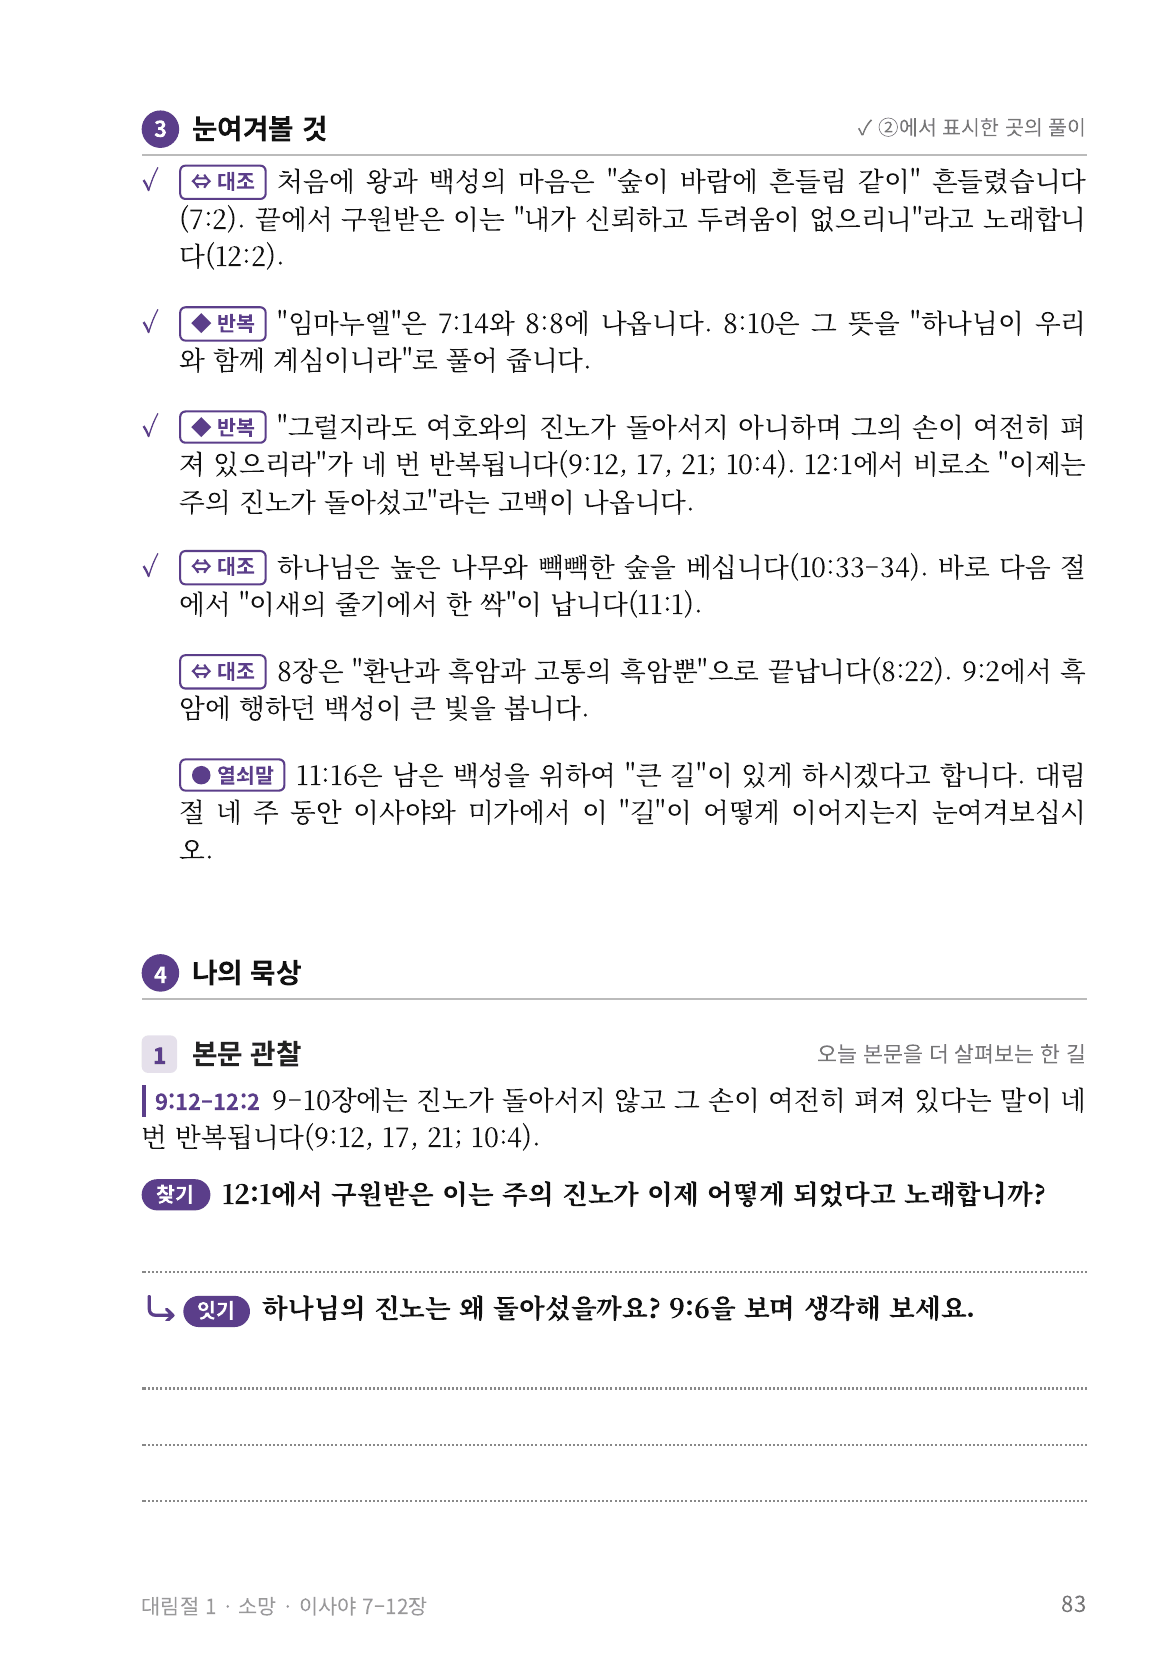 3 눈여겨볼 것
✓ ②에서 표시한 곳의 풀이
✓ ⇔ 대조 처음에 왕과 백성의 마음은 "숲이 바람에 흔들림 같이" 흔들렸습니다
(7:2). 끝에서 구원받은 이는 "내가 신뢰하고 두려움이 없으리니"라고 노래합니
다(12:2).
✓ ◆ 반복 "임마누엘"은 7:14와 8:8에 나옵니다. 8:10은 그 뜻을 "하나님이 우리
와 함께 계심이니라"로 풀어 줍니다.
✓ ◆ 반복 "그럴지라도 여호와의 진노가 돌아서지 아니하며 그의 손이 여전히 펴
져 있으리라"가 네 번 반복됩니다(9:12, 17, 21; 10:4). 12:1에서 비로소 "이제는
주의 진노가 돌아섰고"라는 고백이 나옵니다.
✓ ⇔ 대조 하나님은 높은 나무와 빽빽한 숲을 베십니다(10:33–34). 바로 다음 절
에서 "이새의 줄기에서 한 싹"이 납니다(11:1).
⇔ 대조 8장은 "환난과 흑암과 고통의 흑암뿐"으로 끝납니다(8:22). 9:2에서 흑
암에 행하던 백성이 큰 빛을 봅니다.
● 열쇠말 11:16은 남은 백성을 위하여 "큰 길"이 있게 하시겠다고 합니다. 대림
절 네 주 동안 이사야와 미가에서 이 "길"이 어떻게 이어지는지 눈여겨보십시
오.
4 나의 묵상
1 본문 관찰
오늘 본문을 더 살펴보는 한 길
9:12–12:2 9–10장에는 진노가 돌아서지 않고 그 손이 여전히 펴져 있다는 말이 네
번 반복됩니다(9:12, 17, 21; 10:4).
찾기 12:1에서 구원받은 이는 주의 진노가 이제 어떻게 되었다고 노래합니까?
잇기 하나님의 진노는 왜 돌아섰을까요? 9:6을 보며 생각해 보세요.
대림절 1 · 소망 · 이사야 7–12장
83